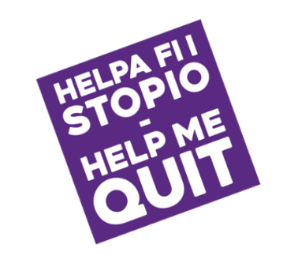 HELPA FI I
STOPIO
-
HELP ME
QUIT